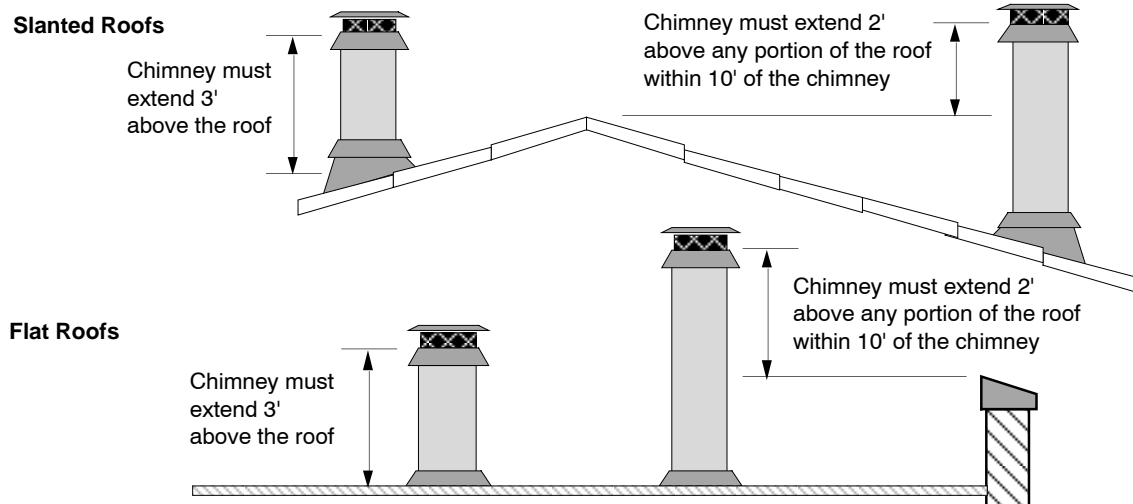 Slanted Roofs
Chimney must
extend 3'
above the roof
Chimney must extend 2'
above any portion of the roof
within 10' of the chimney
Flat Roofs
Chimney must
extend 3'
above the roof
Chimney must extend 2'
above any portion of the roof
within 10' of the chimney